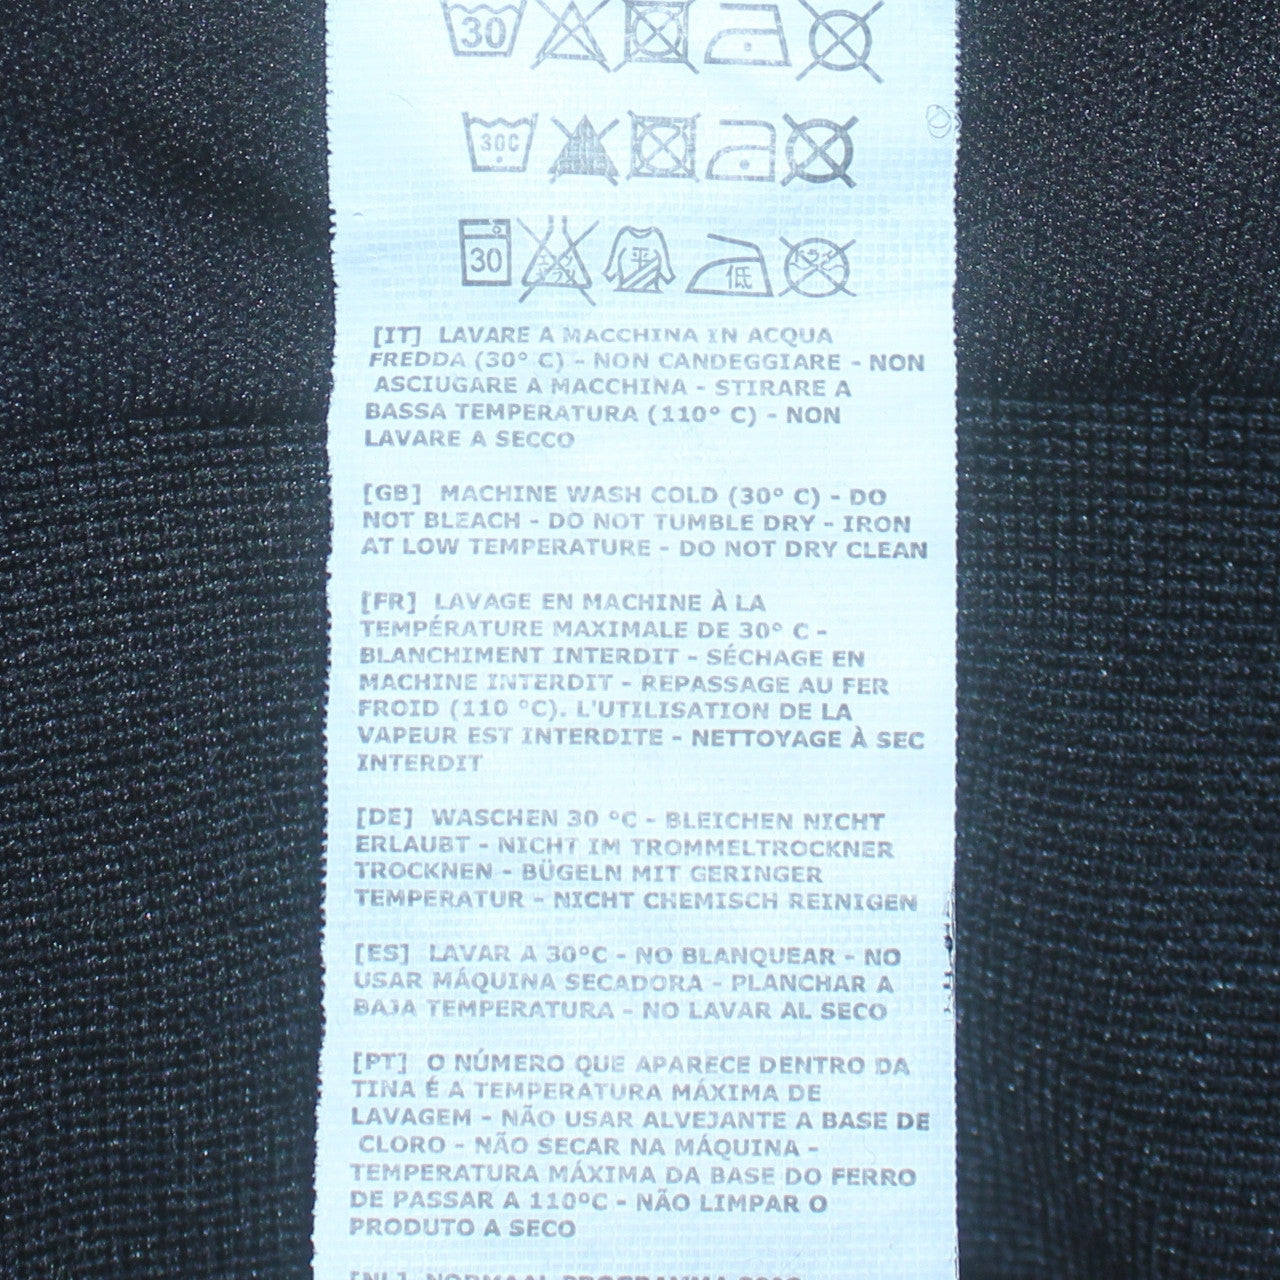 30
30C
30 平 低
[IT] LAVARE A MACCHINA IN ACQUA
FREDDA (30° C) - NON CANDEGGIARE - NON
ASCIUGARE A MACCHINA - STIRARE A
BASSA TEMPERATURA (110° C) - NON
LAVARE A SECCO
[GB] MACHINE WASH COLD (30° C) - DO
NOT BLEACH - DO NOT TUMBLE DRY - IRON
AT LOW TEMPERATURE - DO NOT DRY CLEAN
[FR] LAVAGE EN MACHINE À LA
TEMPÉRATURE MAXIMALE DE 30° C -
BLANCHIMENT INTERDIT - SÉCHAGE EN
MACHINE INTERDIT - REPASSAGE AU FER
FROID (110 °C). L'UTILISATION DE LA
VAPEUR EST INTERDITE - NETTOYAGE À SEC
INTERDIT
[DE] WASCHEN 30 °C - BLEICHEN NICHT
ERLAUBT - NICHT IM TROMMELTROCKNER
TROCKNEN - BÜGELN MIT GERINGER
TEMPERATUR - NICHT CHEMISCH REINIGEN
[ES] LAVAR A 30°C - NO BLANQUEAR - NO
USAR MÁQUINA SECADORA - PLANCHAR A
BAJA TEMPERATURA - NO LAVAR AL SECO
[PT] O NÚMERO QUE APARECE DENTRO DA
TINA É A TEMPERATURA MÁXIMA DE
LAVAGEM - NÃO USAR ALVEJANTE A BASE DE
CLORO - NÃO SECAR NA MÁQUINA -
TEMPERATURA MÁXIMA DA BASE DO FERRO
DE PASSAR A 110°C - NÃO LIMPAR O
PRODUTO A SECO
[NL] NORMAAL PROGRAMMA 30°C